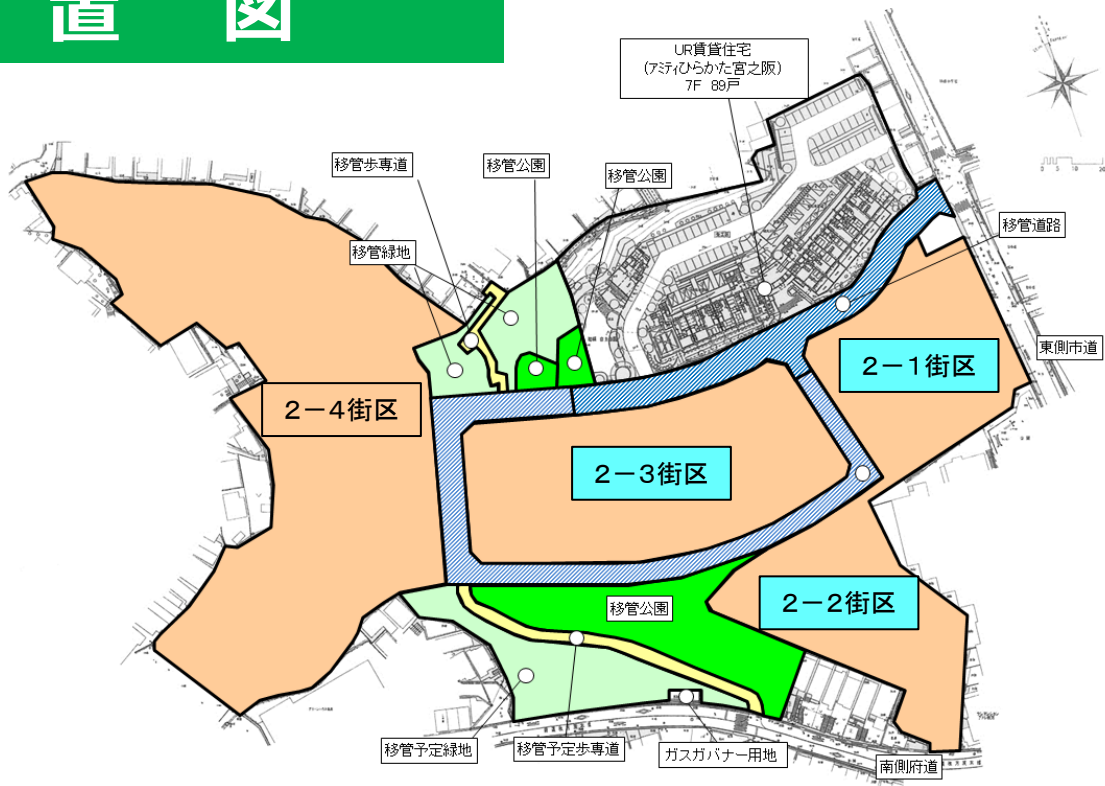 置 図
UR賃貸住宅
(アミティひらかた宮之阪)
7F 89戸
移管歩専道
移管公園
移管公園
移管緑地
移管道路
0 5 10 20
東側市道
2－1街区
2－4街区
2－3街区
2－2街区
移管公園
移管予定緑地
移管予定歩専道
ガスガバナー用地
南側府道